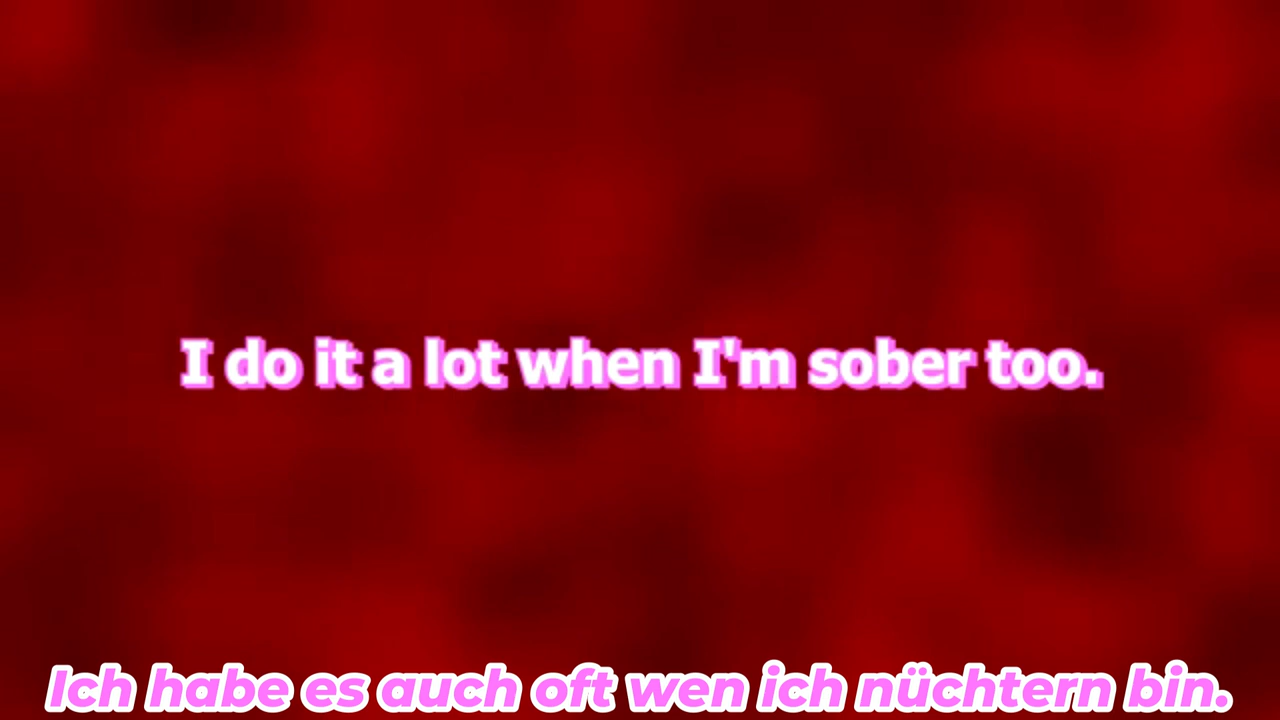 I do it a lot when I'm sober too.
Ich habe es auch oft wen ich nüchtern bin.